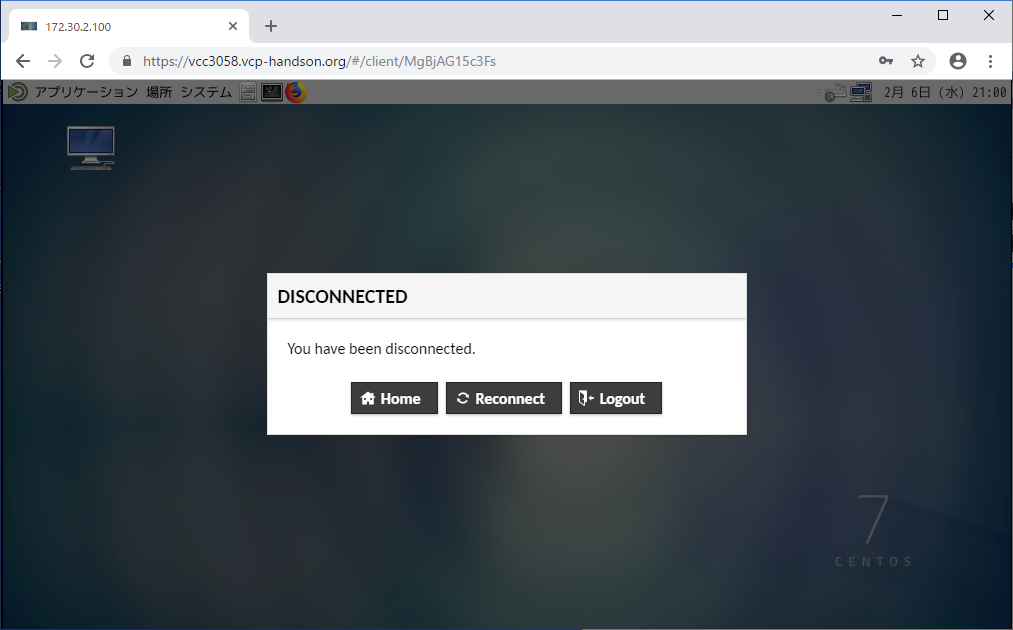 172.30.2.100
https://vcc3058.vcp-handson.org/#/client/MgBjAG15c3Fs
アプリケーション 場所 システム 2月 6日 (水) 21:00
DISCONNECTED
You have been disconnected.
Home Reconnect Logout
7
CENTOS